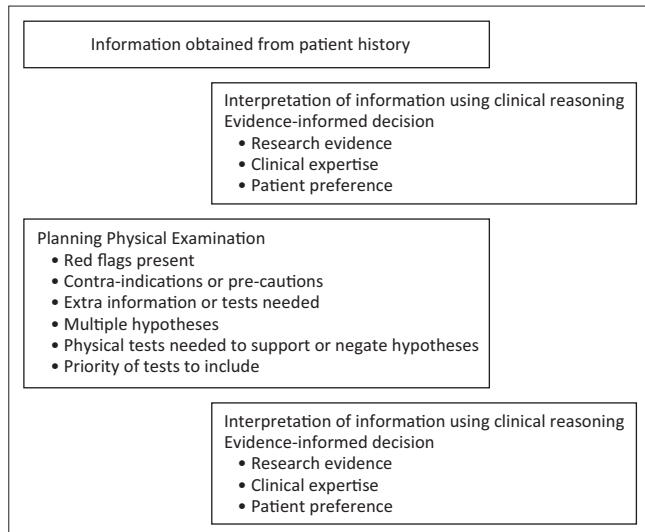 Information obtained from patient history
Interpretation of information using clinical reasoning
Evidence-informed decision
• Research evidence
• Clinical expertise
• Patient preference
Planning Physical Examination
• Red flags present
• Contra-indications or pre-cautions
• Extra information or tests needed
• Multiple hypotheses
• Physical tests needed to support or negate hypotheses
• Priority of tests to include
Interpretation of information using clinical reasoning
Evidence-informed decision
• Research evidence
• Clinical expertise
• Patient preference